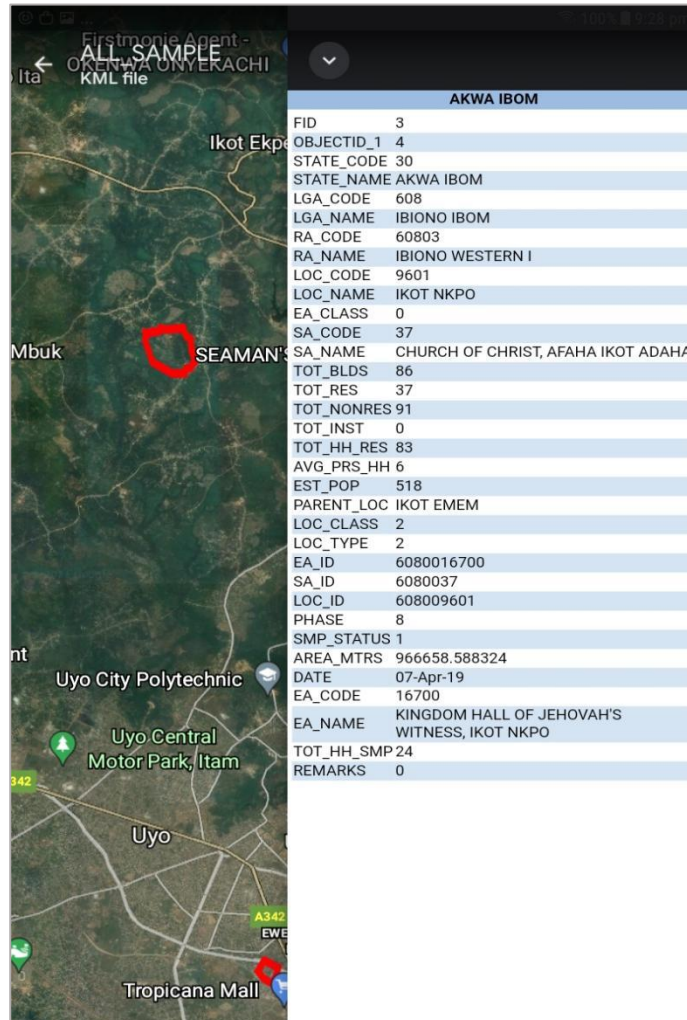 100% 9:28 pm
Firstmonie Agent -
OKENWA ONYEKACHI
ALL_SAMPLE
KML file
Ita
Ikot Ekpe
Mbuk
SEAMAN'S
nt
Uyo City Polytechnic
Uyo Central
Motor Park, Itam
342
Uyo
A342
EWE
Tropicana Mall
AKWA IBOM
FID 3
OBJECTID_1 4
STATE_CODE 30
STATE_NAME AKWA IBOM
LGA_CODE 608
LGA_NAME IBIONO IBOM
RA_CODE 60803
RA_NAME IBIONO WESTERN I
LOC_CODE 9601
LOC_NAME IKOT NKPO
EA_CLASS 0
SA_CODE 37
SA_NAME CHURCH OF CHRIST, AFAHA IKOT ADAHA
TOT_BLDS 86
TOT_RES 37
TOT_NONRES 91
TOT_INST 0
TOT_HH_RES 83
AVG_PRS_HH 6
EST_POP 518
PARENT_LOC IKOT EMEM
LOC_CLASS 2
LOC_TYPE 2
EA_ID 6080016700
SA_ID 6080037
LOC_ID 608009601
PHASE 8
SMP_STATUS 1
AREA_MTRS 966658.588324
DATE 07-Apr-19
EA_CODE 16700
EA_NAME KINGDOM HALL OF JEHOVAH'S
WITNESS, IKOT NKPO
TOT_HH_SMP 24
REMARKS 0